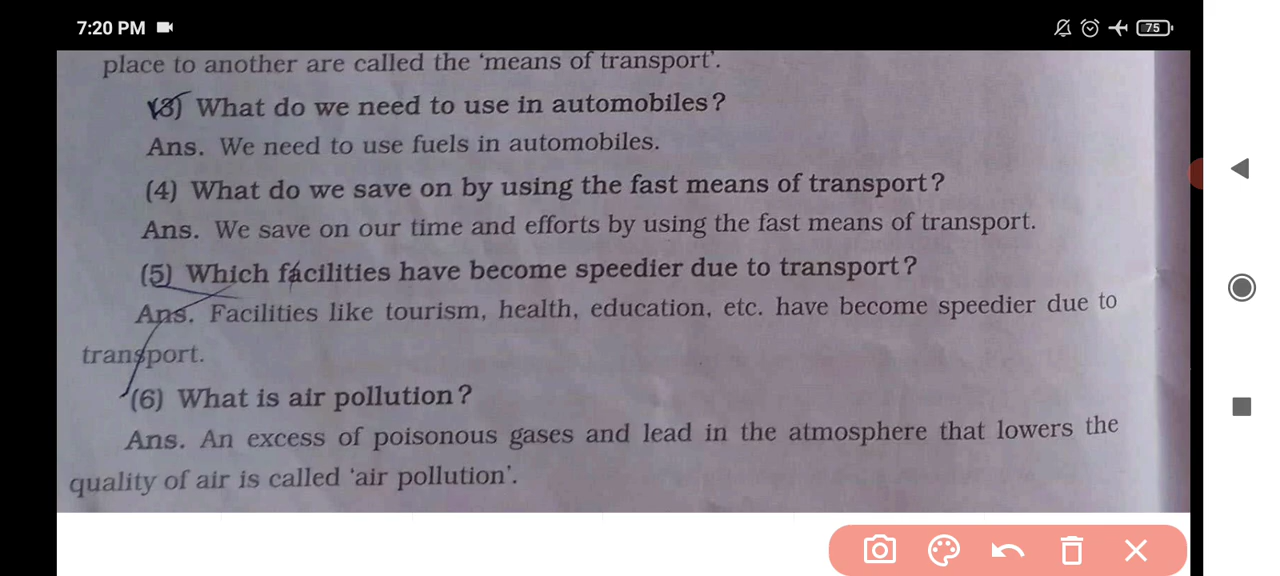 7:20 PM
75
place to another are called the 'means of transport'.
(3) What do we need to use in automobiles?
Ans. We need to use fuels in automobiles.
(4) What do we save on by using the fast means of transport?
Ans. We save on our time and efforts by using the fast means of transport.
(5) Which facilities have become speedier due to transport?
Ans. Facilities like tourism, health, education, etc. have become speedier due to
transport.
(6) What is air pollution?
Ans. An excess of poisonous gases and lead in the atmosphere that lowers the
quality of air is called 'air pollution'.